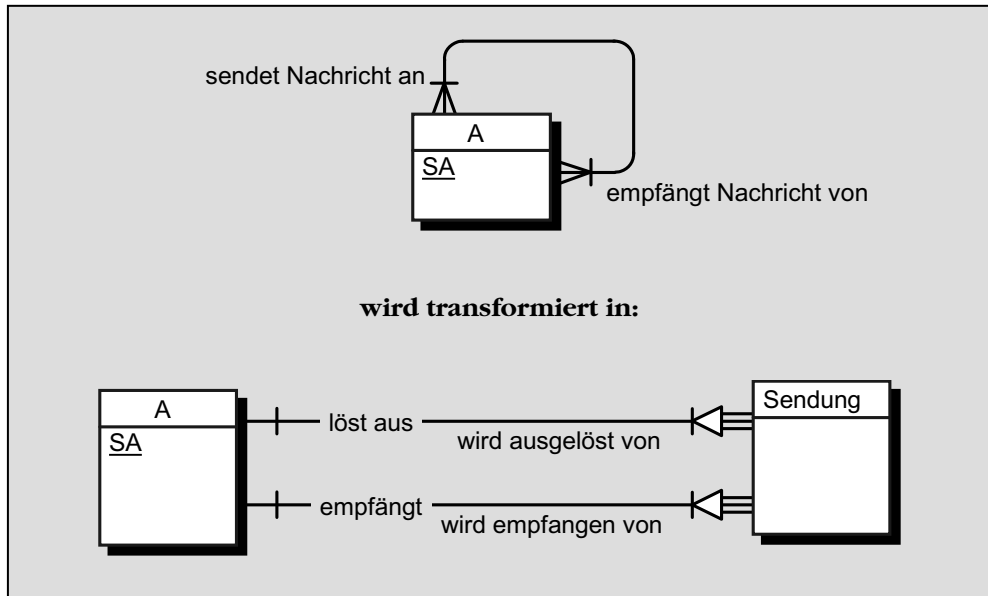 sendet Nachricht an
A
SA
empfängt Nachricht von
wird transformiert in:
A
SA
löst aus
wird ausgelöst von
empfängt
wird empfangen von
Sendung